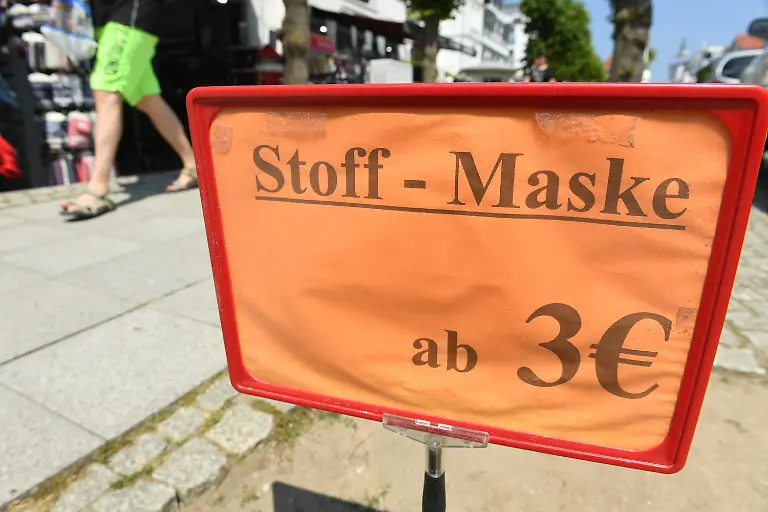 Stoff - Maske
ab 3€